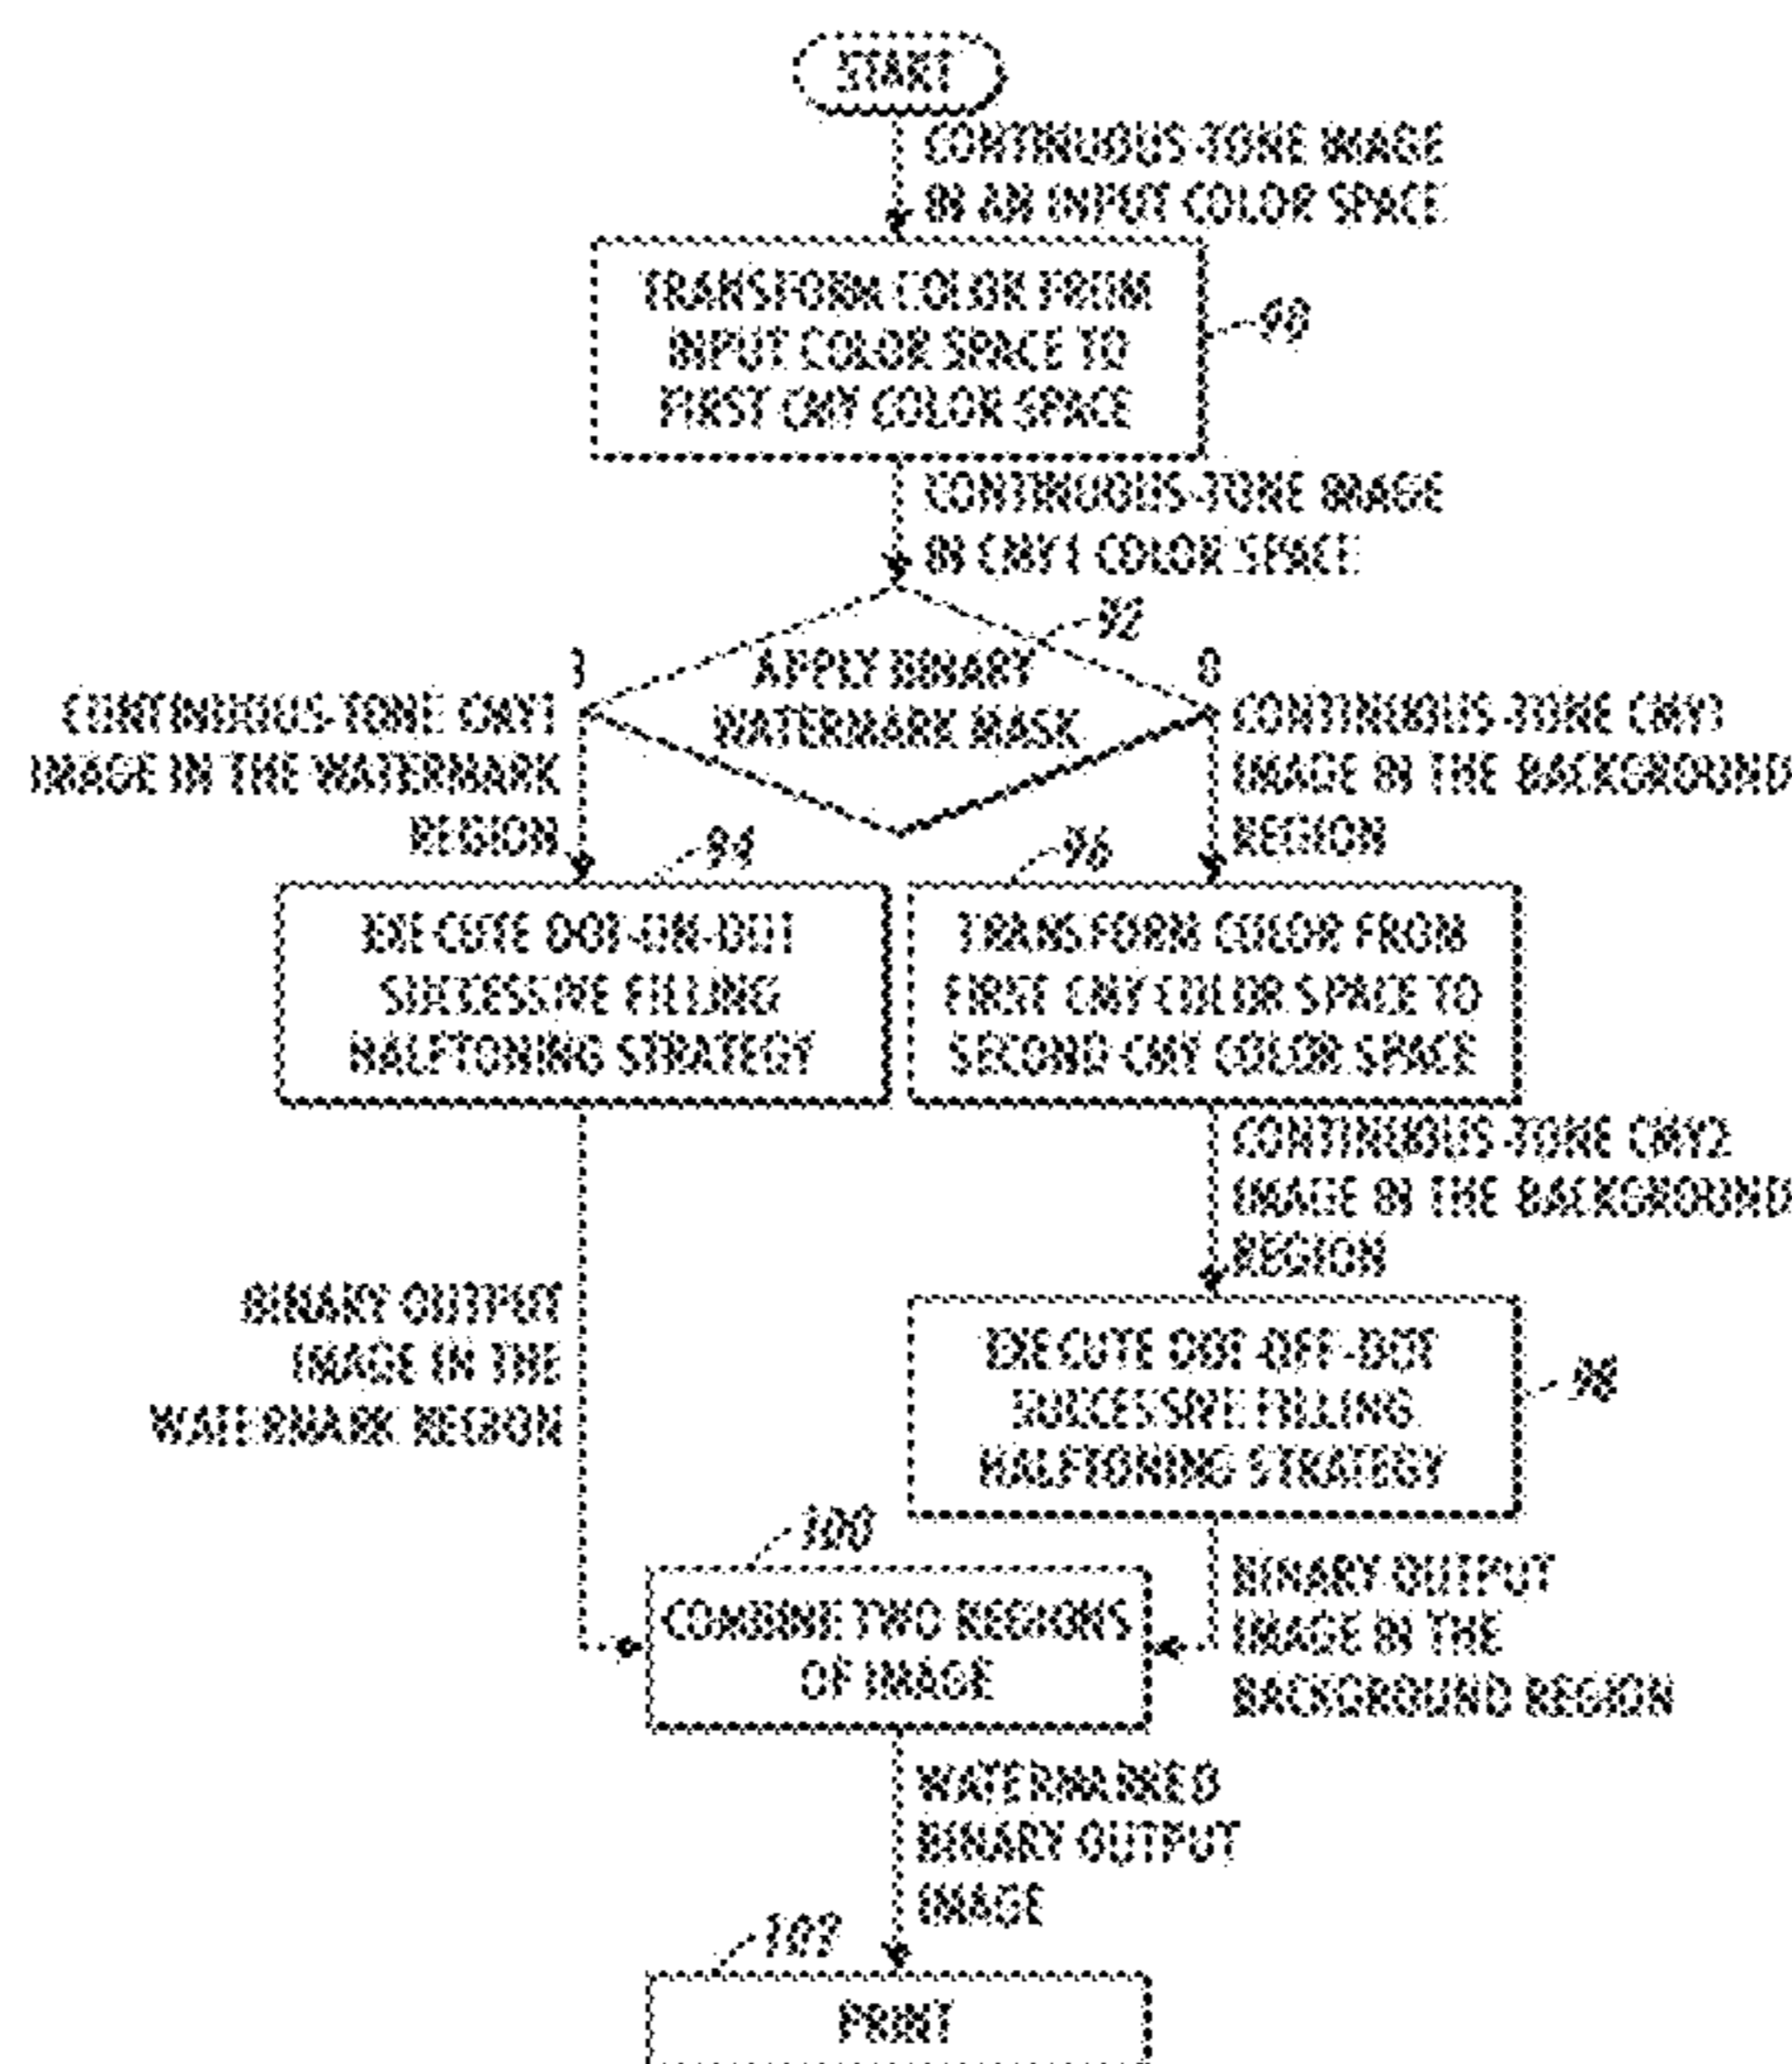 START
CONTINUOUS-TONE IMAGE
IN AN INPUT COLOR SPACE
TRANSFORM COLOR FROM
INPUT COLOR SPACE TO
FIRST CMY COLOR SPACE
90
CONTINUOUS-TONE IMAGE
IN CMY1 COLOR SPACE
92
APPLY BINARY
WATERMARK MASK
1
0
CONTINUOUS-TONE CMY1
IMAGE IN THE WATERMARK
REGION
CONTINUOUS-TONE CMY1
IMAGE IN THE BACKGROUND
REGION
94
96
EXECUTE DOT-ON-DOT
SUCCESSIVE FILLING
HALFTONING STRATEGY
TRANSFORM COLOR FROM
FIRST CMY COLOR SPACE TO
SECOND CMY COLOR SPACE
CONTINUOUS-TONE CMY2
IMAGE IN THE BACKGROUND
REGION
BINARY OUTPUT
IMAGE IN THE
WATERMARK REGION
EXECUTE DOT-OFF-DOT
SUCCESSIVE FILLING
HALFTONING STRATEGY
98
100
COMBINE TWO REGIONS
OF IMAGE
BINARY OUTPUT
IMAGE IN THE
BACKGROUND REGION
WATERMARKED
BINARY OUTPUT
IMAGE
102
PRINT